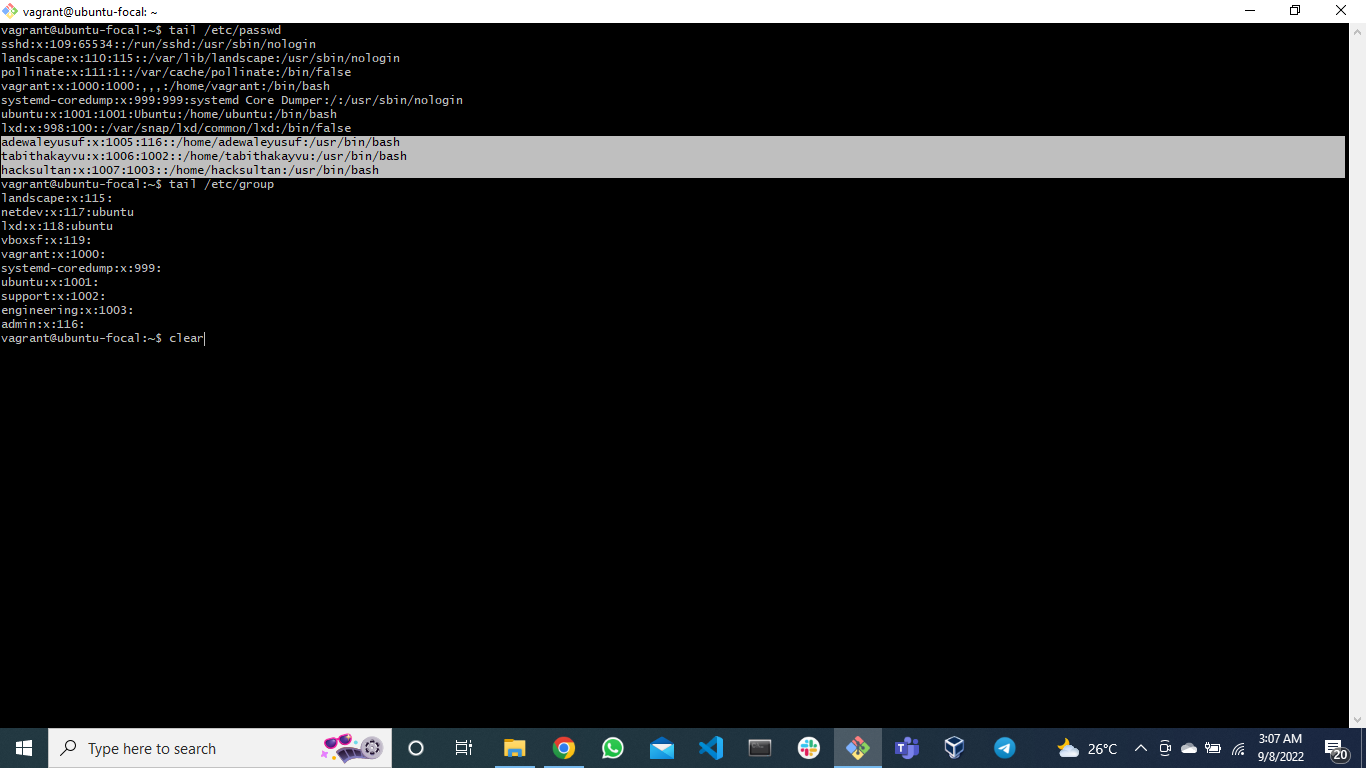 vagrant@ubuntu-focal: ~
vagrant@ubuntu-focal:~$ tail /etc/passwd
sshd:x:109:65534::/run/sshd:/usr/sbin/nologin
landscape:x:110:115::/var/lib/landscape:/usr/sbin/nologin
pollinate:x:111:1::/var/cache/pollinate:/bin/false
vagrant:x:1000:1000:,,,:/home/vagrant:/bin/bash
systemd-coredump:x:999:999:systemd Core Dumper:/:/usr/sbin/nologin
ubuntu:x:1001:1001:Ubuntu:/home/ubuntu:/bin/bash
lxd:x:998:100::/var/snap/lxd/common/lxd:/bin/false
adewaleyusuf:x:1005:116::/home/adewaleyusuf:/usr/bin/bash
tabithakayvu:x:1006:1002::/home/tabithakayvu:/usr/bin/bash
hacksultan:x:1007:1003::/home/hacksultan:/usr/bin/bash
vagrant@ubuntu-focal:~$ tail /etc/group
landscape:x:115:
netdev:x:117:ubuntu
lxd:x:118:ubuntu
vboxsf:x:119:
vagrant:x:1000:
systemd-coredump:x:999:
ubuntu:x:1001:
support:x:1002:
engineering:x:1003:
admin:x:116:
vagrant@ubuntu-focal:~$ clear
Type here to search
26°C
3:07 AM
9/8/2022
20